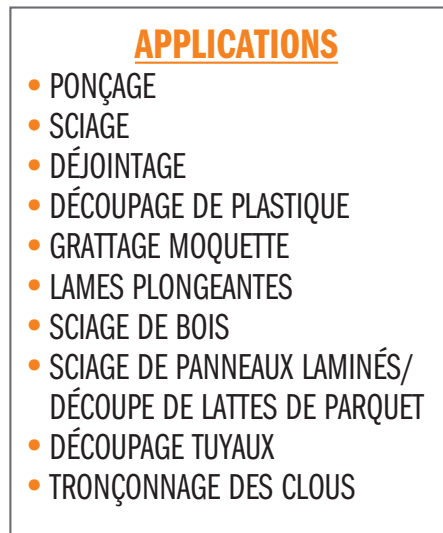 APPLICATIONS
• PONÇAGE
• SCIAGE
• DÉJOINTAGE
• DÉCOUPAGE DE PLASTIQUE
• GRATTAGE MOQUETTE
• LAMES PLONGEANTES
• SCIAGE DE BOIS
• SCIAGE DE PANNEAUX LAMINÉS/
DÉCOUPE DE LATTES DE PARQUET
• DÉCOUPAGE TUYAUX
• TRONÇONNAGE DES CLOUS